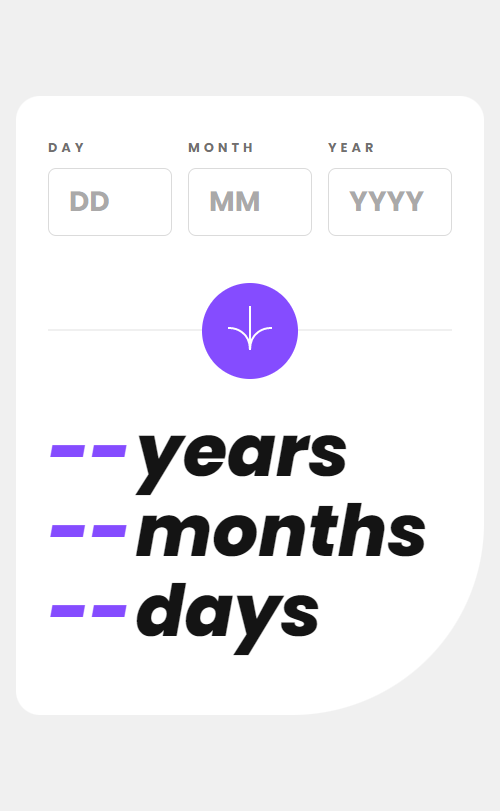 DAY MONTH YEAR
DD MM YYYY
-- years
-- months
-- days